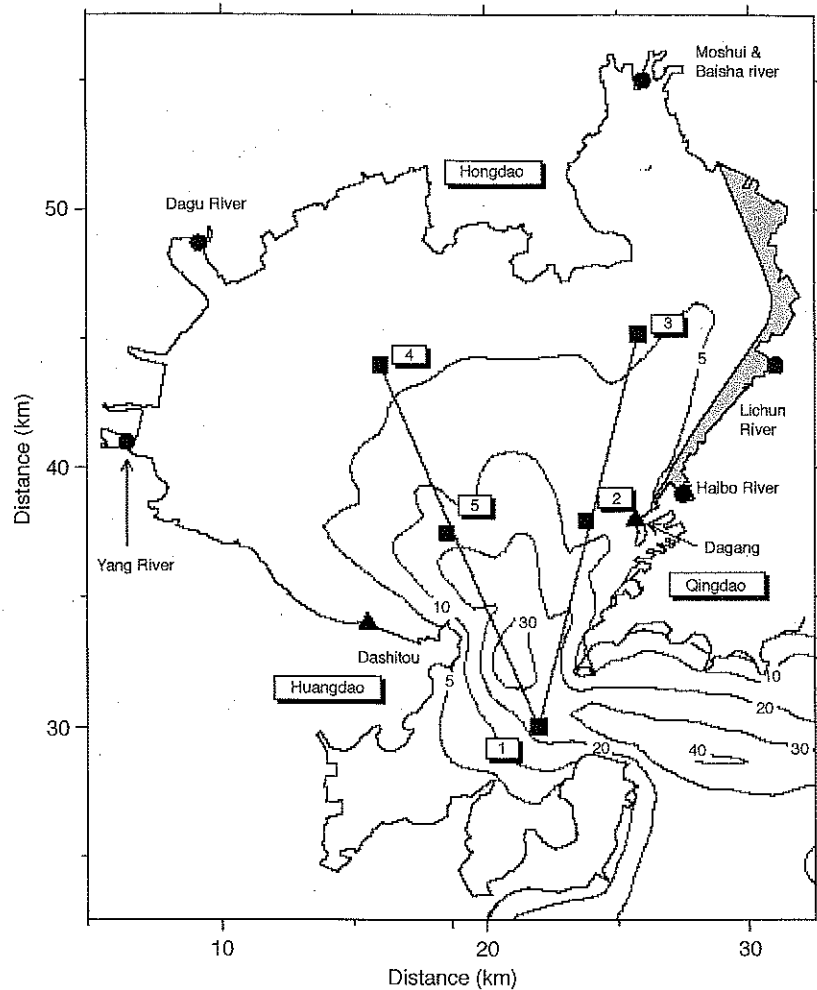 Moshui &
Baisha river
Hongdao
50
Dagu River
3
4
5
40
Lichun
River
5
2
Haibo River
Dagang
Yang River
Qingdao
10
30
Dashitou
10
Huangdao
5
20
30
30
1
20
40
10
20
30
Distance (km)
Distance (km)